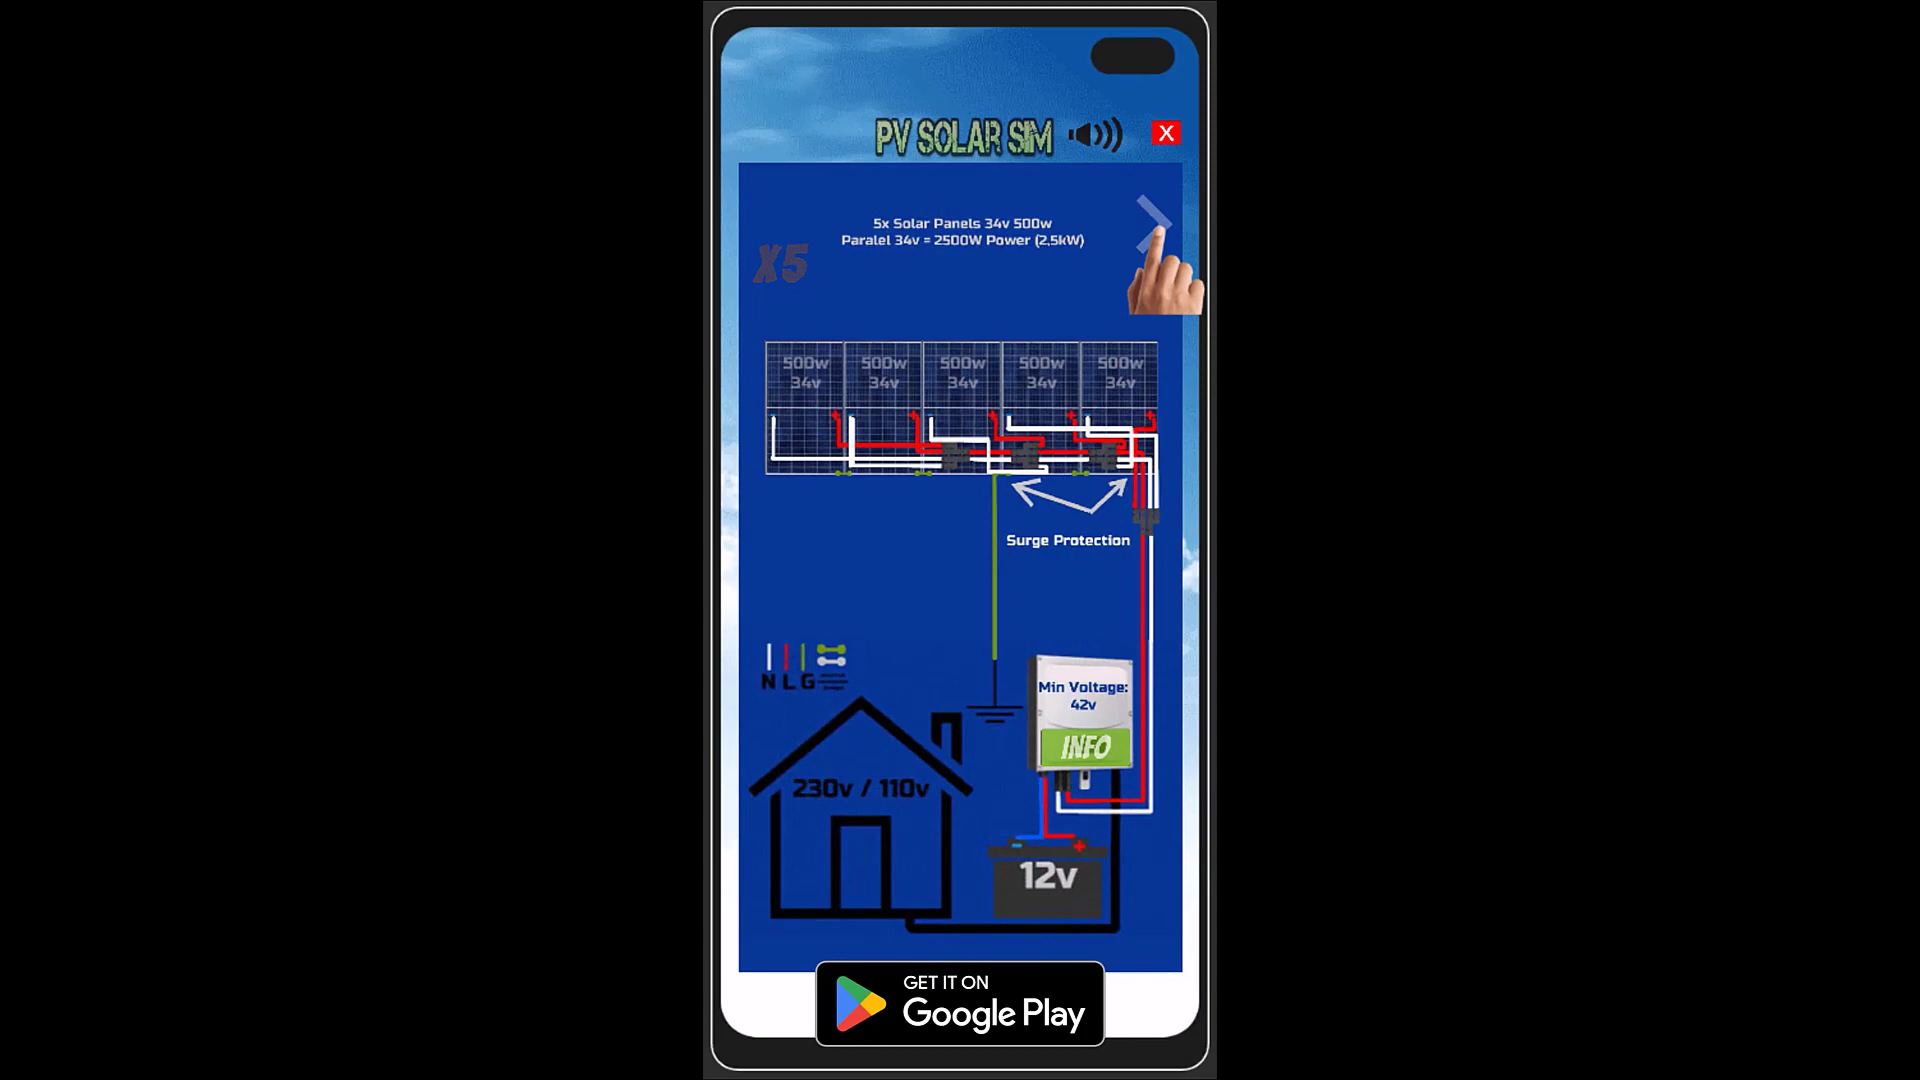 PV SOLAR SIM
X
5x Solar Panels 34v 500w
Paralel 34v = 2500W Power (2,5kW)
X5
500w 500w 500w 500w 500w
34v 34v 34v 34v 34v
Surge Protection
N L G
Min Voltage:
42v
INFO
230v / 110v
12v
GET IT ON
Google Play